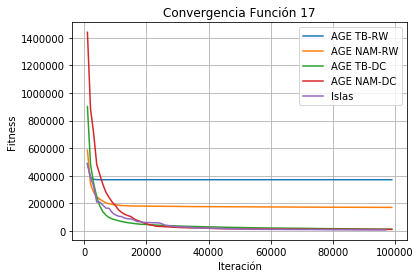 Convergencia Función 17
1400000
1200000
1000000
800000
600000
400000
200000
0
Fitness
AGE TB-RW
AGE NAM-RW
AGE TB-DC
AGE NAM-DC
Islas
0 20000 40000 60000 80000 100000
Iteración